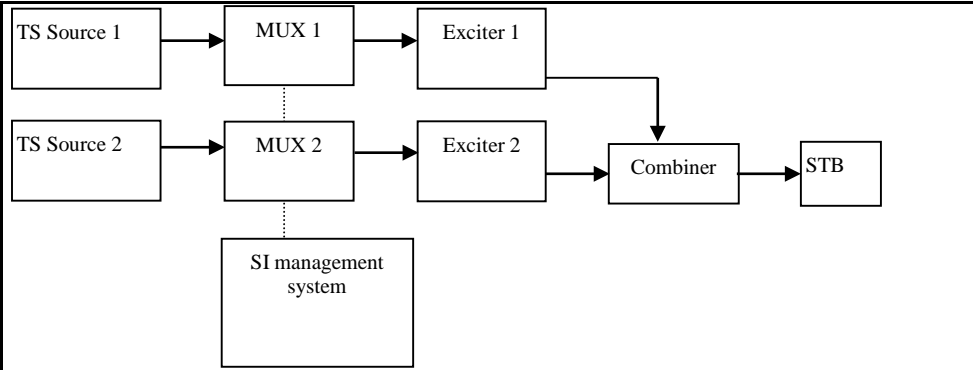 TS Source 1
MUX 1
Exciter 1
TS Source 2
MUX 2
Exciter 2
Combiner
STB
SI management
system